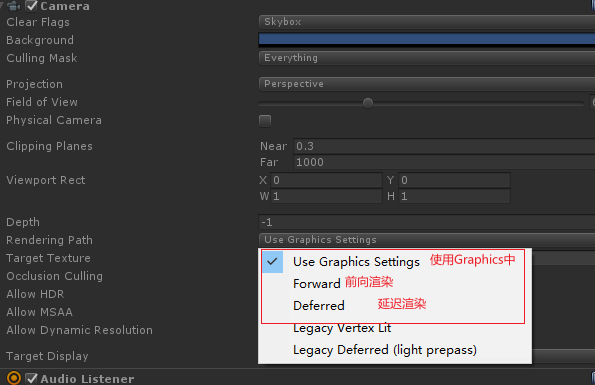 Camera
Clear Flags Skybox
Background
Culling Mask Everything
Projection Perspective
Field of View
Physical Camera
Clipping Planes Near 0.3
Far 1000
Viewport Rect X 0 Y 0
W 1 H 1
Depth -1
Rendering Path Use Graphics Settings
Target Texture
Occlusion Culling
Allow HDR
Allow MSAA
Allow Dynamic Resolution
Target Display
Use Graphics Settings 使用Graphics中
Forward 前向渲染
Deferred 延迟渲染
Legacy Vertex Lit
Legacy Deferred (light prepass)
Audio Listener